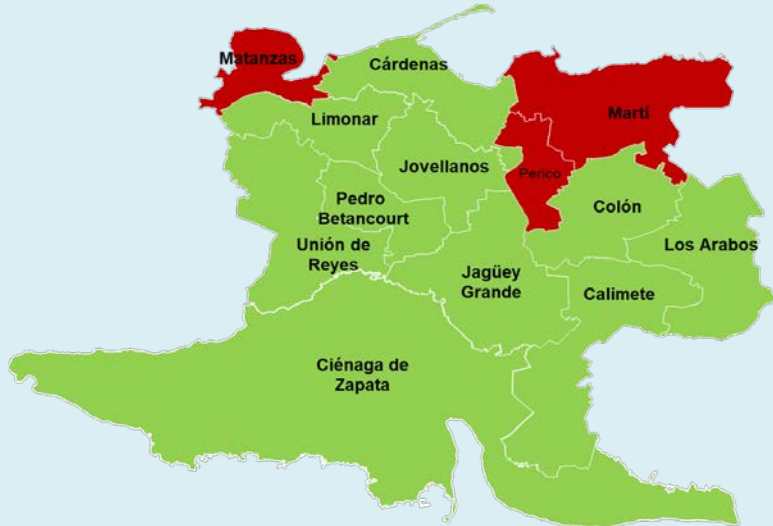 Matanzas
Cárdenas
Martí
Limonar
Jovellanos
Perico
Pedro
Betancourt
Colón
Unión de
Reyes
Los Arabos
Jagüey
Grande
Calimete
Ciénaga de
Zapata